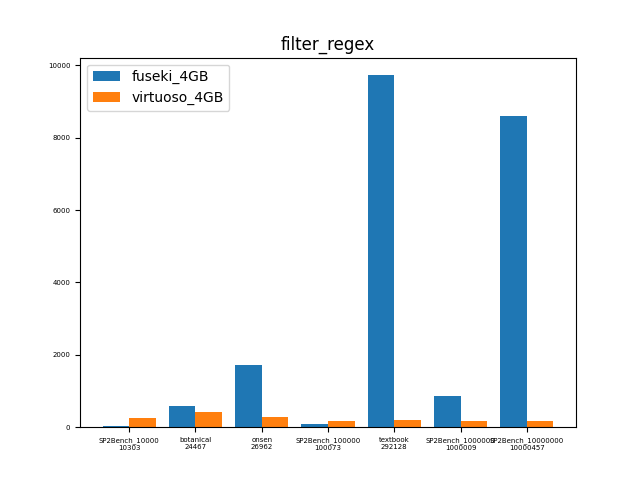 filter_regex
fuseki_4GB
virtuoso_4GB
10000
8000
6000
4000
2000
0
SP2Bench_10000 botanical onsen SP2Bench_100000 textbook SP2Bench_1000000 SP2Bench_10000000
10303 24467 26962 100073 292128 1000009 10000457